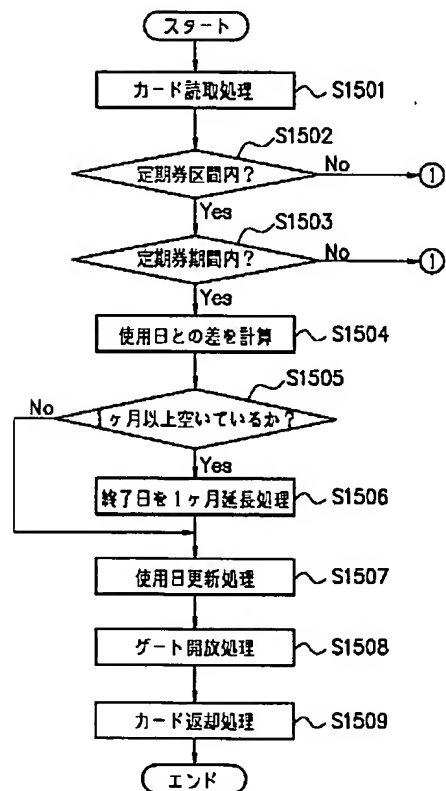 スタート
カード読取処理 S1501
S1502
定期券区間内? No ①
Yes
S1503
定期券期間内? No ①
Yes
使用日との差を計算 S1504
S1505
No
1ヶ月以上空いているか?
Yes
終了日を1ヶ月延長処理 S1506
使用日更新処理 S1507
ゲート開放処理 S1508
カード返却処理 S1509
エンド